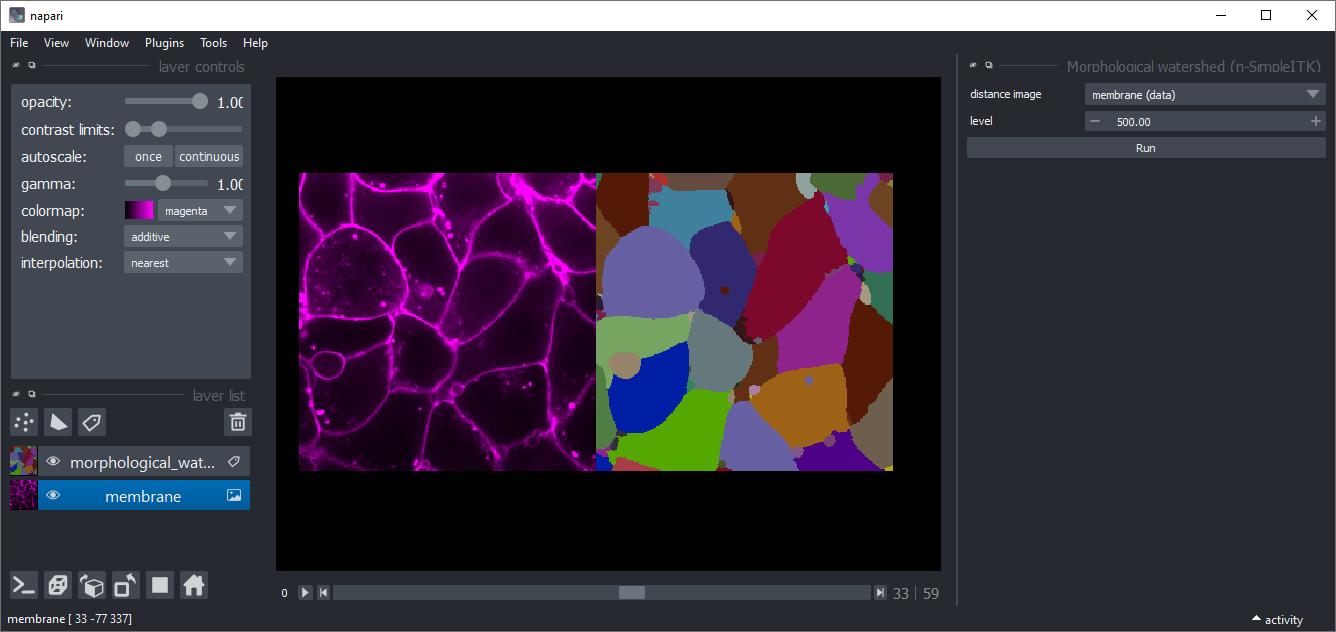 napari
File View Window Plugins Tools Help
layer controls
opacity: 1.00
contrast limits:
autoscale: once continuous
gamma: 1.00
colormap: magenta
blending: additive
interpolation: nearest
layer list
morphological_wat...
membrane
0 33 | 59
membrane [ 33 -77 337]
activity
Morphological watershed (n-SimpleITK)
distance image membrane (data)
level 500.00
Run